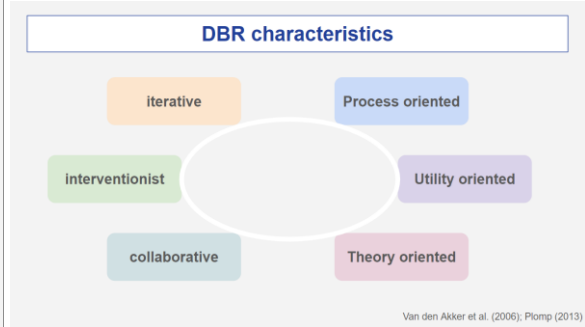 DBR characteristics
iterative
Process oriented
interventionist
Utility oriented
collaborative
Theory oriented
Van den Akker et al. (2006); Plomp (2013)